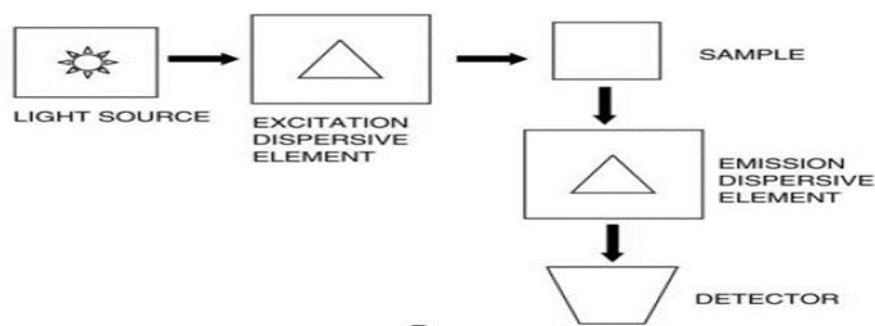 LIGHT SOURCE
EXCITATION
DISPERSIVE
ELEMENT
SAMPLE
EMISSION
DISPERSIVE
ELEMENT
DETECTOR